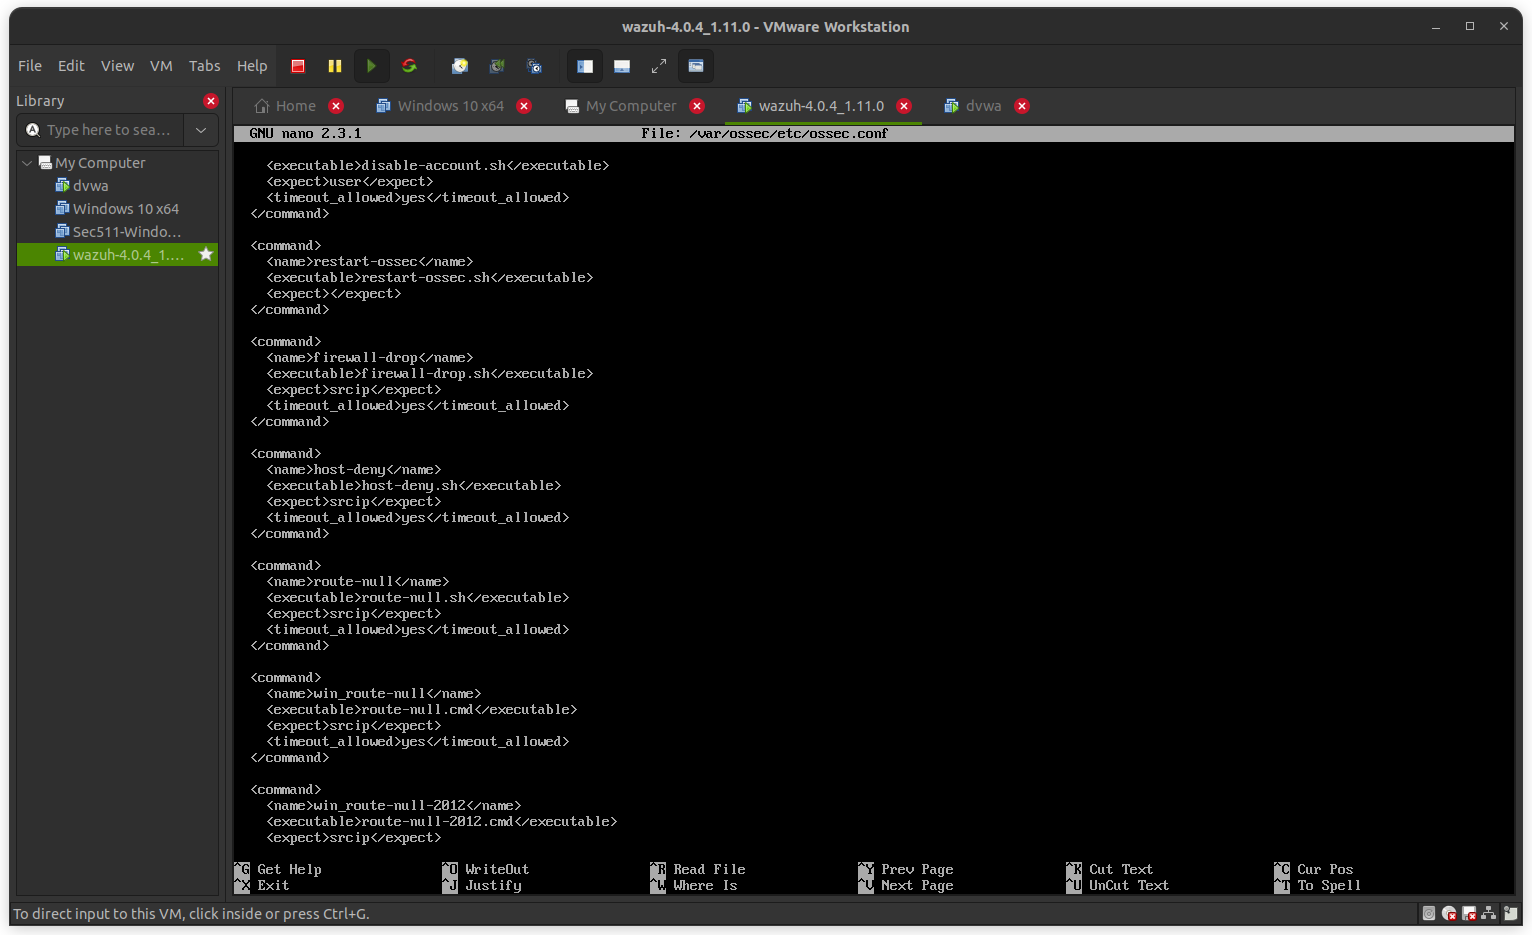 wazuh-4.0.4_1.11.0 - VMware Workstation
File Edit View VM Tabs Help
Library
Type here to sea...
My Computer
dvwa
Windows 10 x64
Sec511-Windo...
wazuh-4.0.4_1....
Home Windows 10 x64 My Computer wazuh-4.0.4_1.11.0 dvwa
GNU nano 2.3.1 File: /var/ossec/etc/ossec.conf
<executable>disable-account.sh</executable>
<expect>user</expect>
<timeout_allowed>yes</timeout_allowed>
</command>
<command>
<name>restart-ossec</name>
<executable>restart-ossec.sh</executable>
<expect></expect>
</command>
<command>
<name>firewall-drop</name>
<executable>firewall-drop.sh</executable>
<expect>srcip</expect>
<timeout_allowed>yes</timeout_allowed>
</command>
<command>
<name>host-deny</name>
<executable>host-deny.sh</executable>
<expect>srcip</expect>
<timeout_allowed>yes</timeout_allowed>
</command>
<command>
<name>route-null</name>
<executable>route-null.sh</executable>
<expect>srcip</expect>
<timeout_allowed>yes</timeout_allowed>
</command>
<command>
<name>win_route-null</name>
<executable>route-null.cmd</executable>
<expect>srcip</expect>
<timeout_allowed>yes</timeout_allowed>
</command>
<command>
<name>win_route-null-2012</name>
<executable>route-null-2012.cmd</executable>
<expect>srcip</expect>
^G Get Help ^O WriteOut ^R Read File ^Y Prev Page ^K Cut Text ^C Cur Pos
^X Exit ^J Justify ^W Where Is ^V Next Page ^U UnCut Text ^T To Spell
To direct input to this VM, click inside or press Ctrl+G.